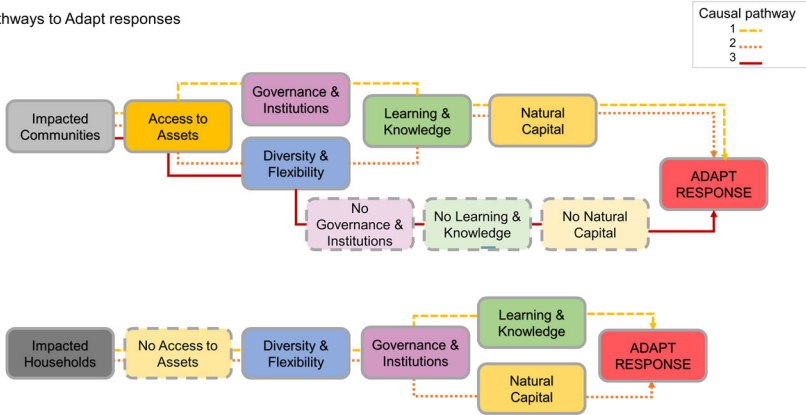 thways to Adapt responses
Causal pathway
1
2
3
Governance &
Institutions
Impacted
Communities
Access to
Assets
Learning &
Knowledge
Natural
Capital
Diversity &
Flexibility
ADAPT
RESPONSE
No
Governance &
Institutions
No Learning &
Knowledge
No Natural
Capital
Learning &
Knowledge
Impacted
Households
No Access to
Assets
Diversity &
Flexibility
Governance &
Institutions
ADAPT
RESPONSE
Natural
Capital